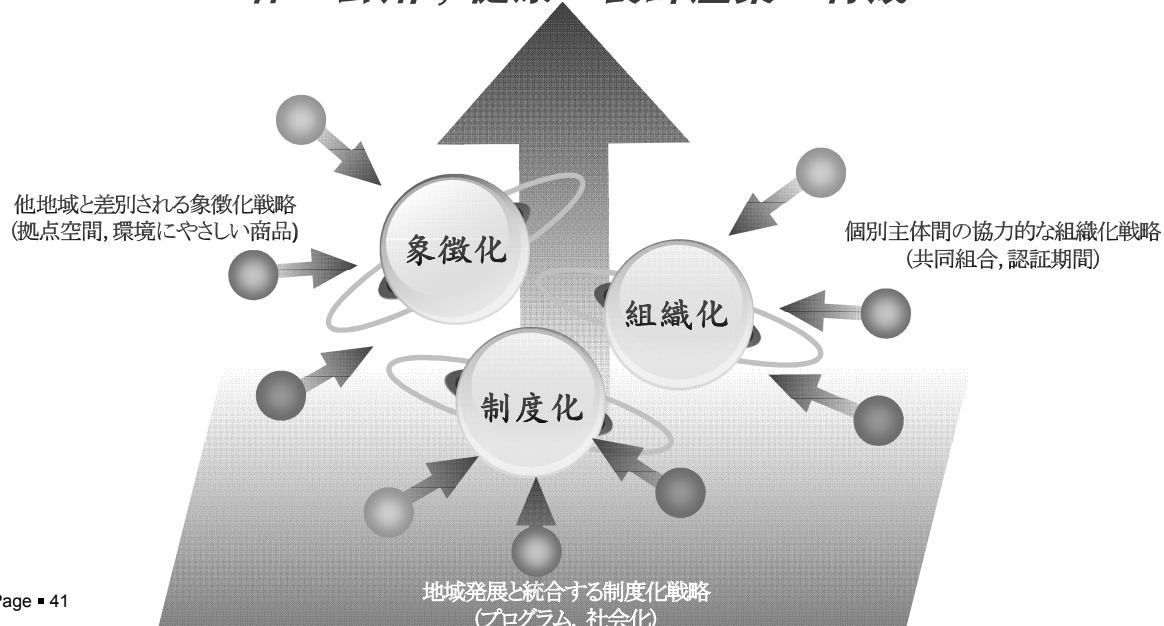 他地域と差別される象徴化戦略
(拠点空間, 環境にやさしい商品)
個別主体間の協力的な組織化戦略
(共同組合, 認証期間)
象徴化
組織化
制度化
地域発展と統合する制度化戦略
(プログラム, 社会化)
Page ▪ 41